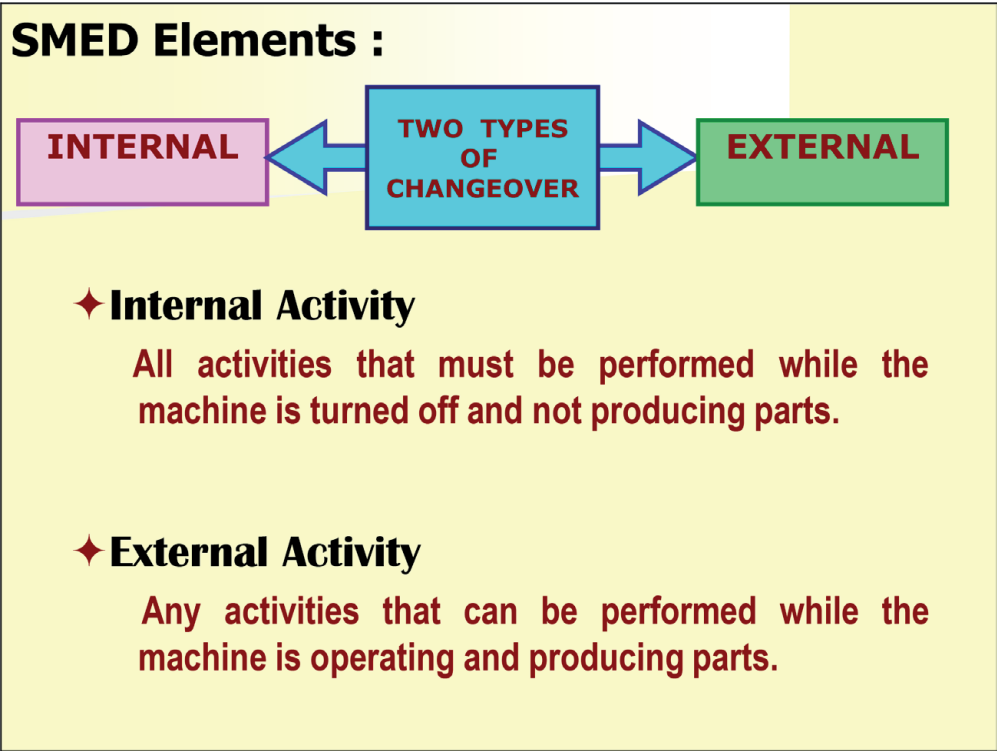 SMED Elements :
INTERNAL
TWO TYPES
OF
CHANGEOVER
EXTERNAL
Internal Activity
All activities that must be performed while the
machine is turned off and not producing parts.
External Activity
Any activities that can be performed while the
machine is operating and producing parts.